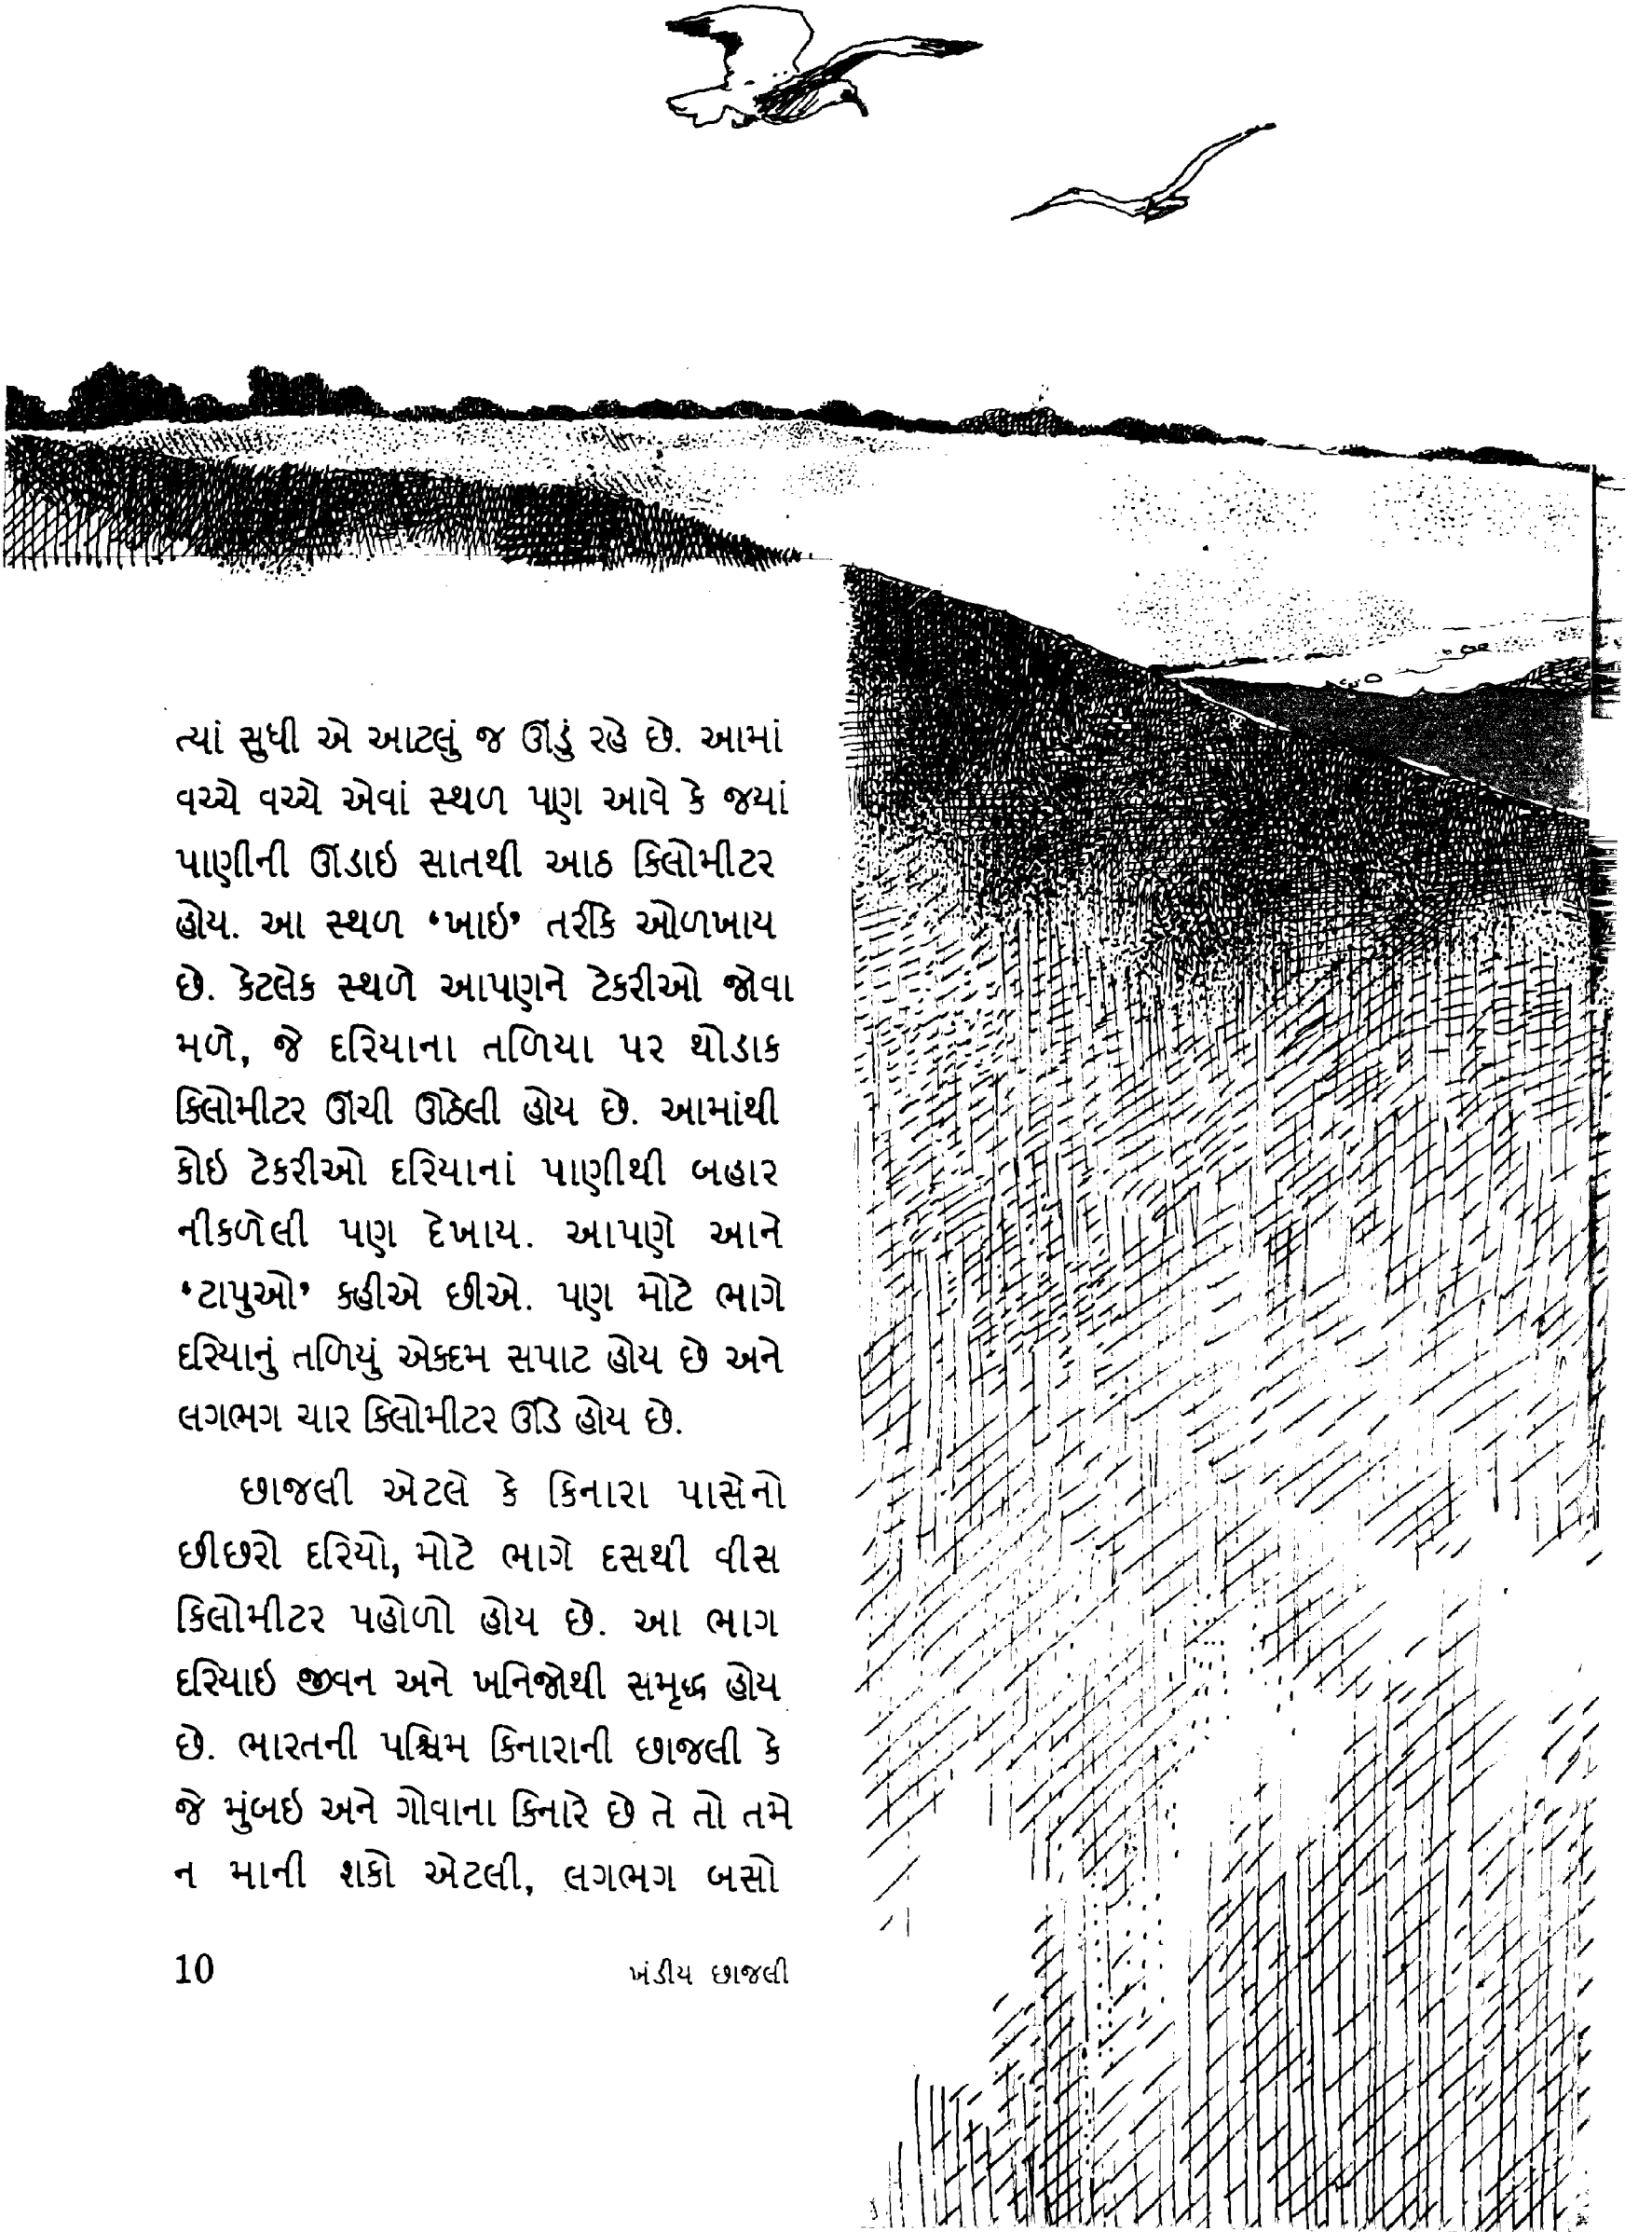 ત્યાં સુધી એ આટલું જ ઊંડું રહે છે. આમાં
વચ્ચે વચ્ચે એવાં સ્થળ પણ આવે કે જયાં
પાણીની ઊંડાઇ સાતથી આઠ કિલોમીટર
હોય. આ સ્થળ ‘ખાઇ’ તરીકે ઓળખાય
છે. કેટલેક સ્થળે આપણને ટેકરીઓ જોવા
મળે, જે દરિયાના તળિયા પર થોડાક
કિલોમીટર ઊંચી ઊઠેલી હોય છે. આમાંથી
કોઇ ટેકરીઓ દરિયાનાં પાણીથી બહાર
નીકળેલી પણ દેખાય. આપણે આને
‘ટાપુઓ’ કહીએ છીએ. પણ મોટે ભાગે
દરિયાનું તળિયું એકદમ સપાટ હોય છે અને
લગભગ ચાર કિલોમીટર ઊંડે હોય છે.
છાજલી એટલે કે કિનારા પાસેનો
છીછરો દરિયો, મોટે ભાગે દસથી વીસ
કિલોમીટર પહોળો હોય છે. આ ભાગ
દરિયાઇ જીવન અને ખનિજોથી સમૃદ્ધ હોય
છે. ભારતની પશ્ચિમ કિનારાની છાજલી કે
જે મુંબઇ અને ગોવાના કિનારે છે તે તો તમે
ન માની શકો એટલી, લગભગ બસો
10 ખંડીય છાજલી